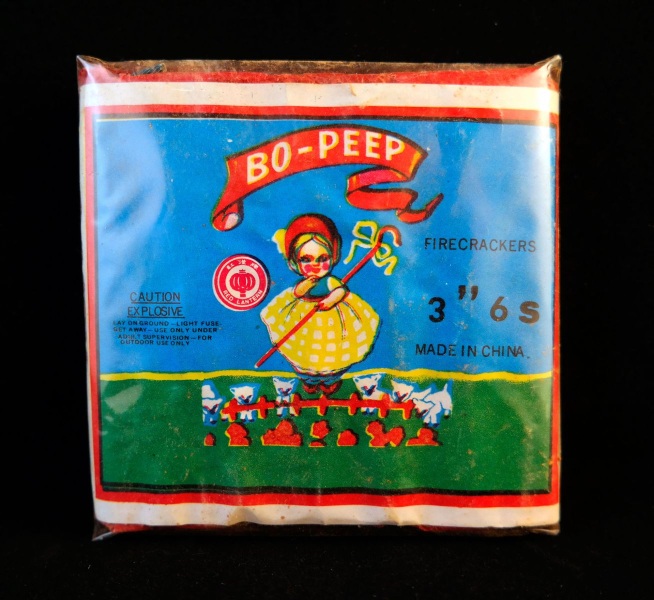 BO-PEEP
FIRECRACKERS
RED LANTERN
3" 6s
CAUTION
EXPLOSIVE
LAY ON GROUND—LIGHT FUSE-
GET AWAY—USE ONLY UNDER
ADULT SUPERVISION—FOR
OUTDOOR USE ONLY
MADE IN CHINA.